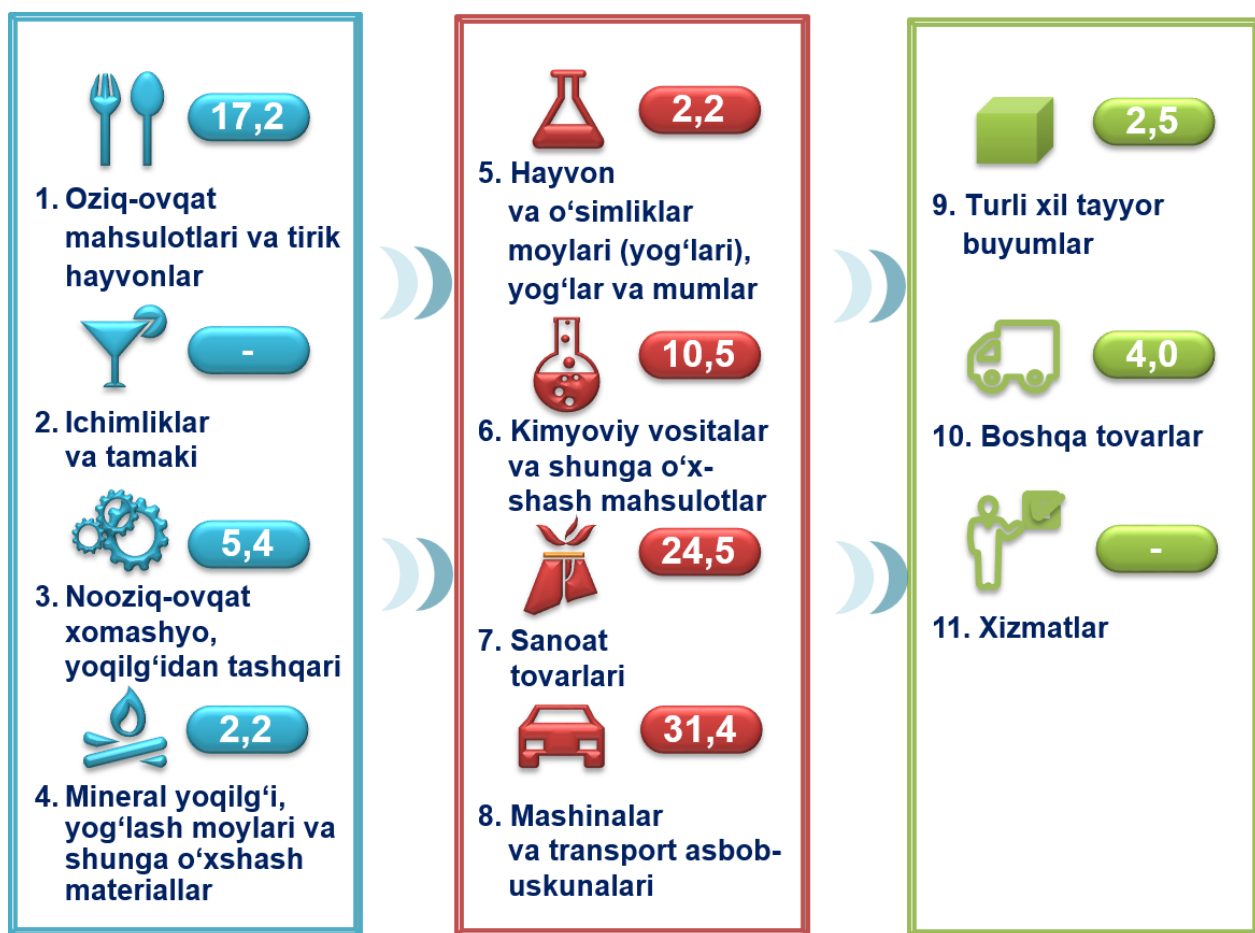 17,2
1. Oziq-ovqat
mahsulotlari va tirik
hayvonlar
-
2. Ichimliklar
va tamaki
5,4
3. Nooziq-ovqat
xomashyo,
yoqilg‘idan tashqari
2,2
4. Mineral yoqilg‘i,
yog‘lash moylari va
shunga o‘xshash
materiallar
2,2
5. Hayvon
va o‘simliklar
moylari (yog‘lari),
yog‘lar va mumlar
10,5
6. Kimyoviy vositalar
va shunga o‘x-
shash mahsulotlar
24,5
7. Sanoat
tovarlari
31,4
8. Mashinalar
va transport asbob-
uskunalari
2,5
9. Turli xil tayyor
buyumlar
4,0
10. Boshqa tovarlar
-
11. Xizmatlar